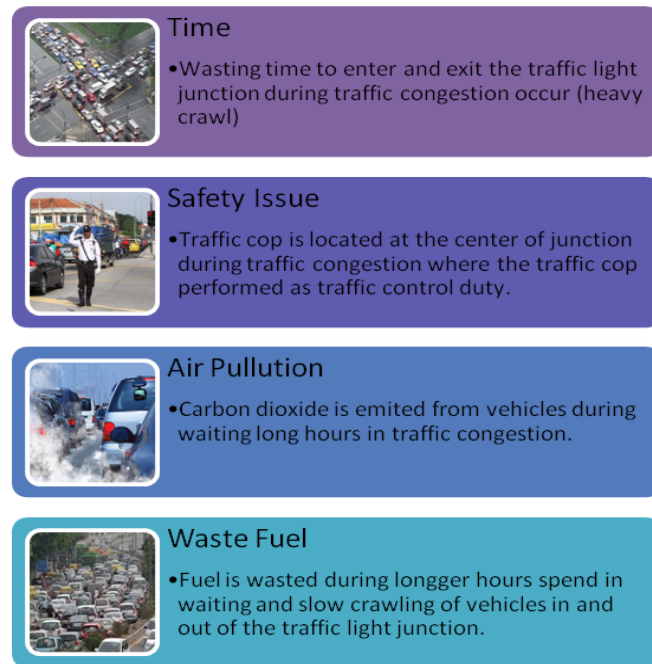 Time
•Wasting time to enter and exit the traffic light
junction during traffic congestion occur (heavy
crawl)
Safety Issue
•Traffic cop is located at the center of junction
during traffic congestion where the traffic cop
performed as traffic control duty.
Air Pullution
•Carbon dioxide is emited from vehicles during
waiting long hours in traffic congestion.
Waste Fuel
•Fuel is wasted during longger hours spend in
waiting and slow crawling of vehicles in and
out of the traffic light junction.